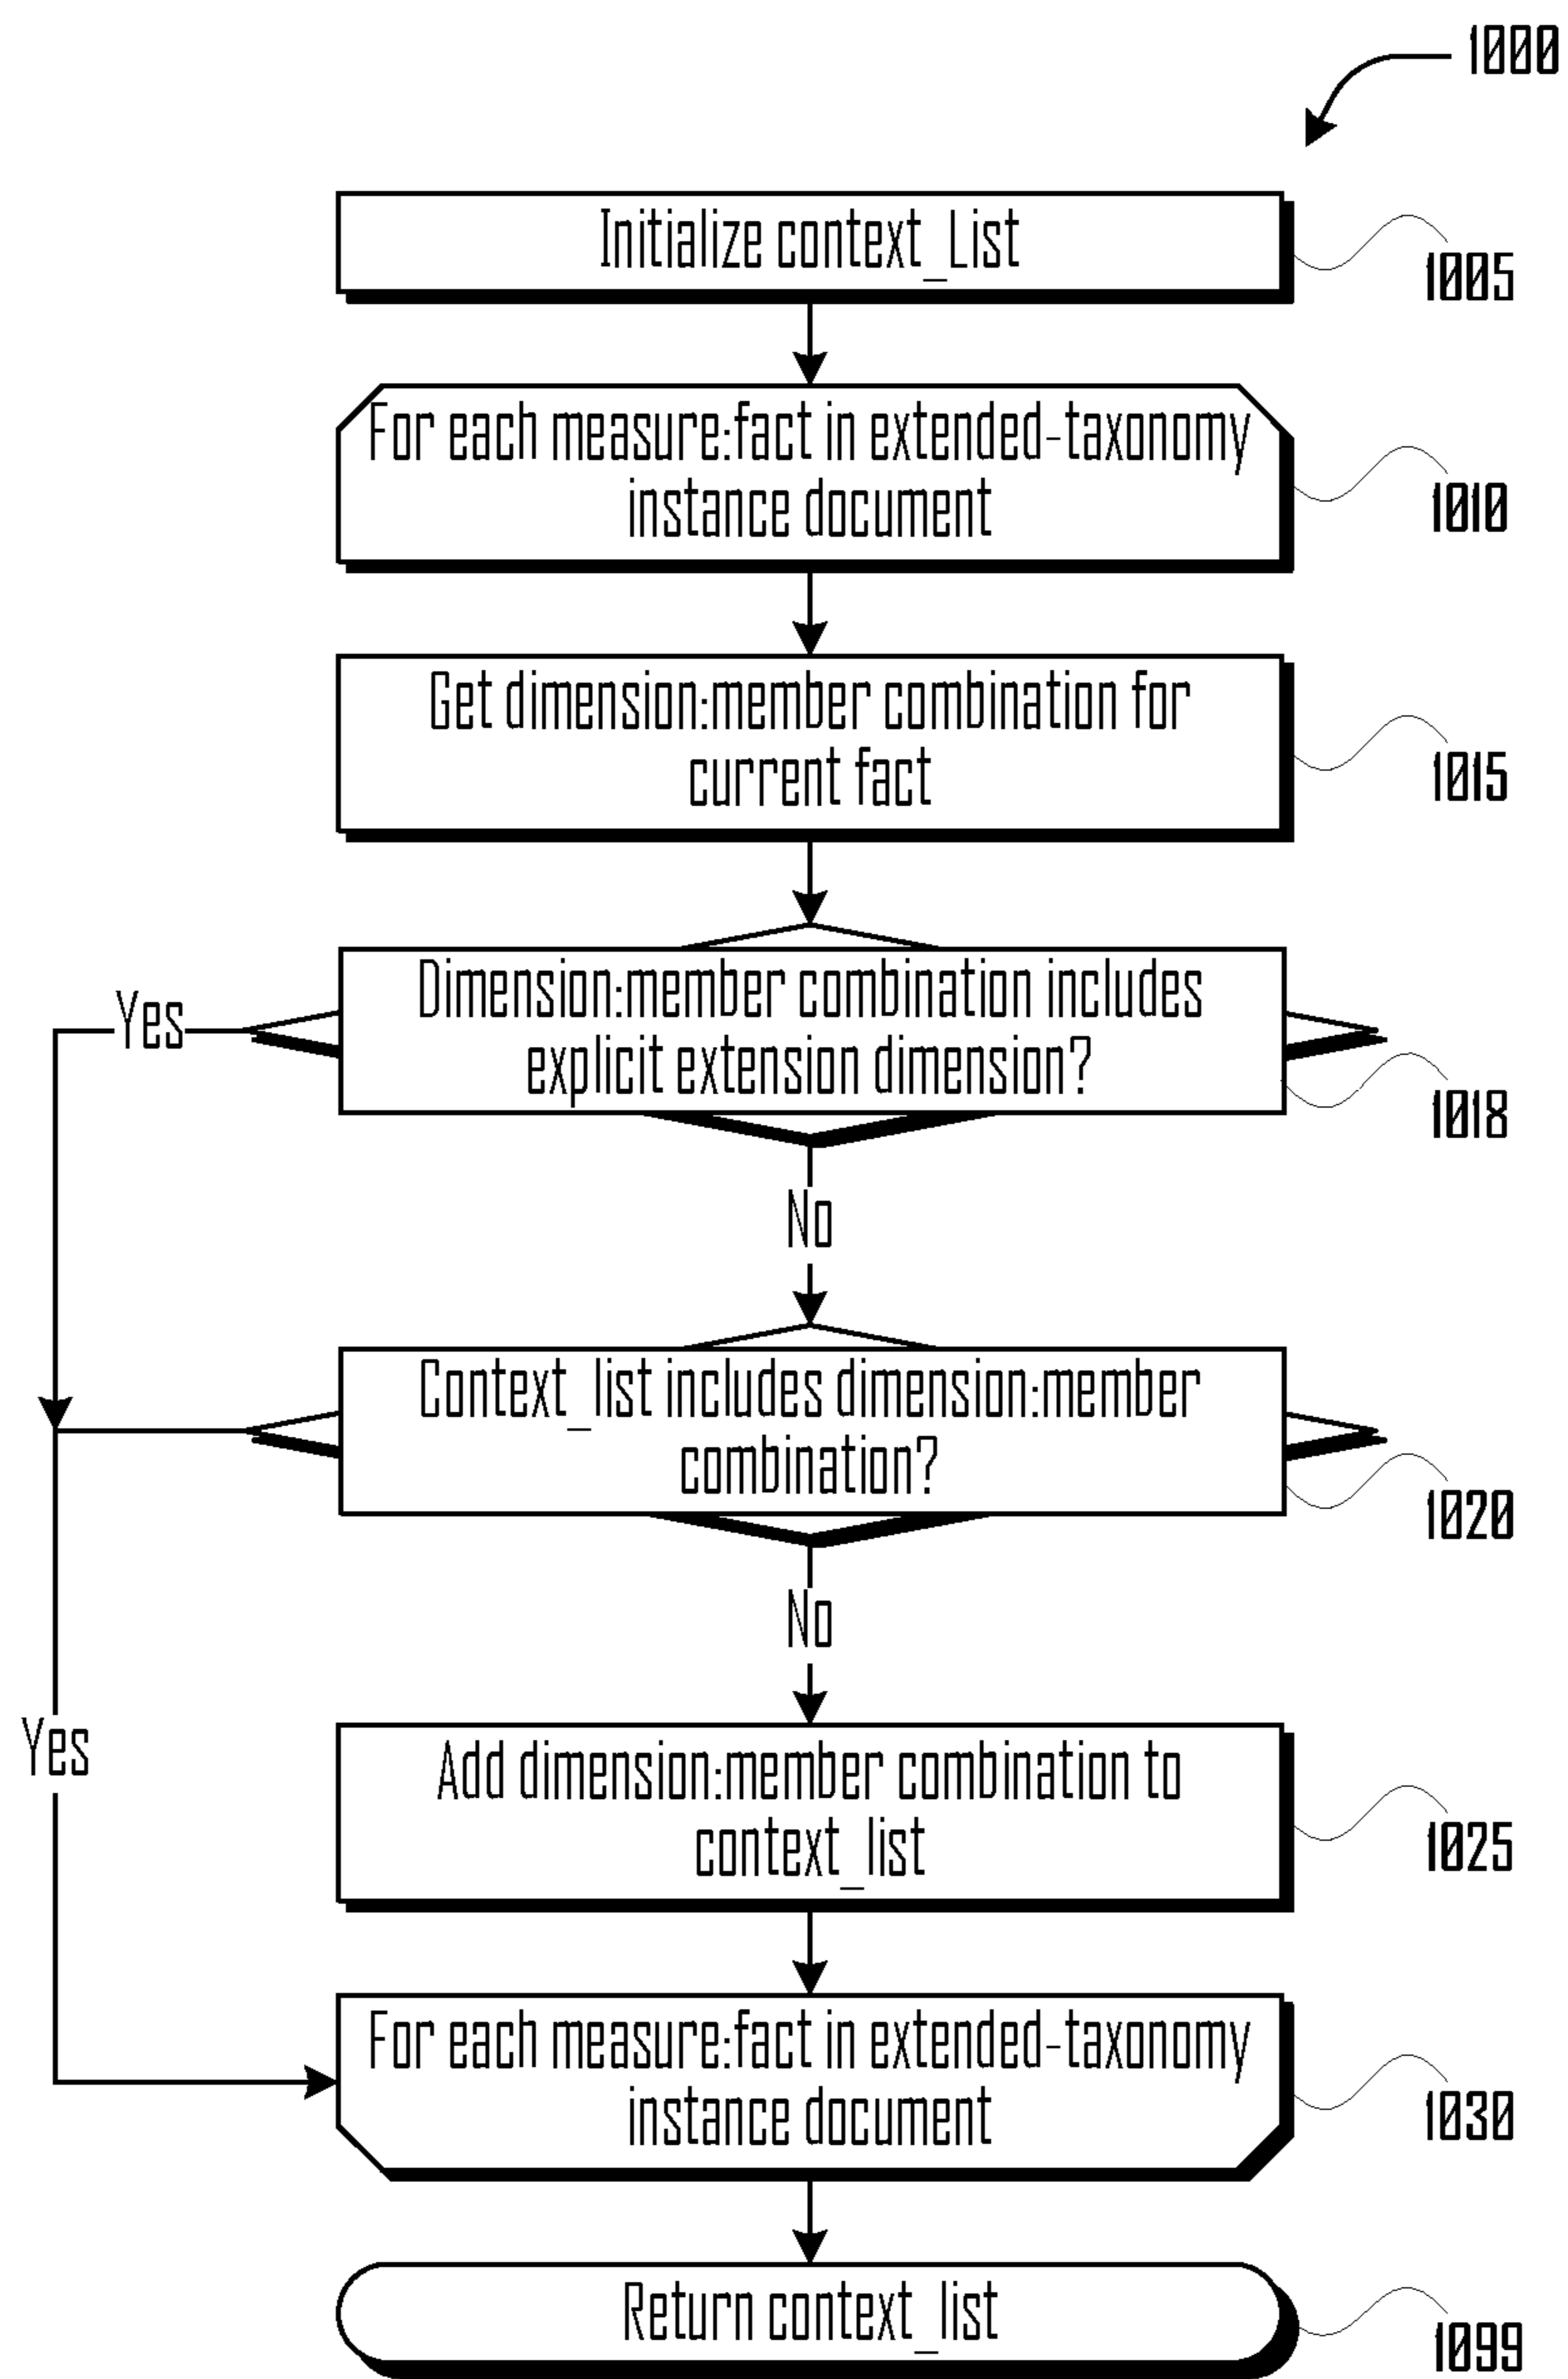 1000
Initialize context_List
1005
For each measure:fact in extended-taxonomy
instance document
1010
Get dimension:member combination for
current fact
1015
Dimension:member combination includes
explicit extension dimension?
Yes
1018
No
Context_list includes dimension:member
combination?
1020
No
Yes
Add dimension:member combination to
context_list
1025
For each measure:fact in extended-taxonomy
instance document
1030
Return context_list
1099